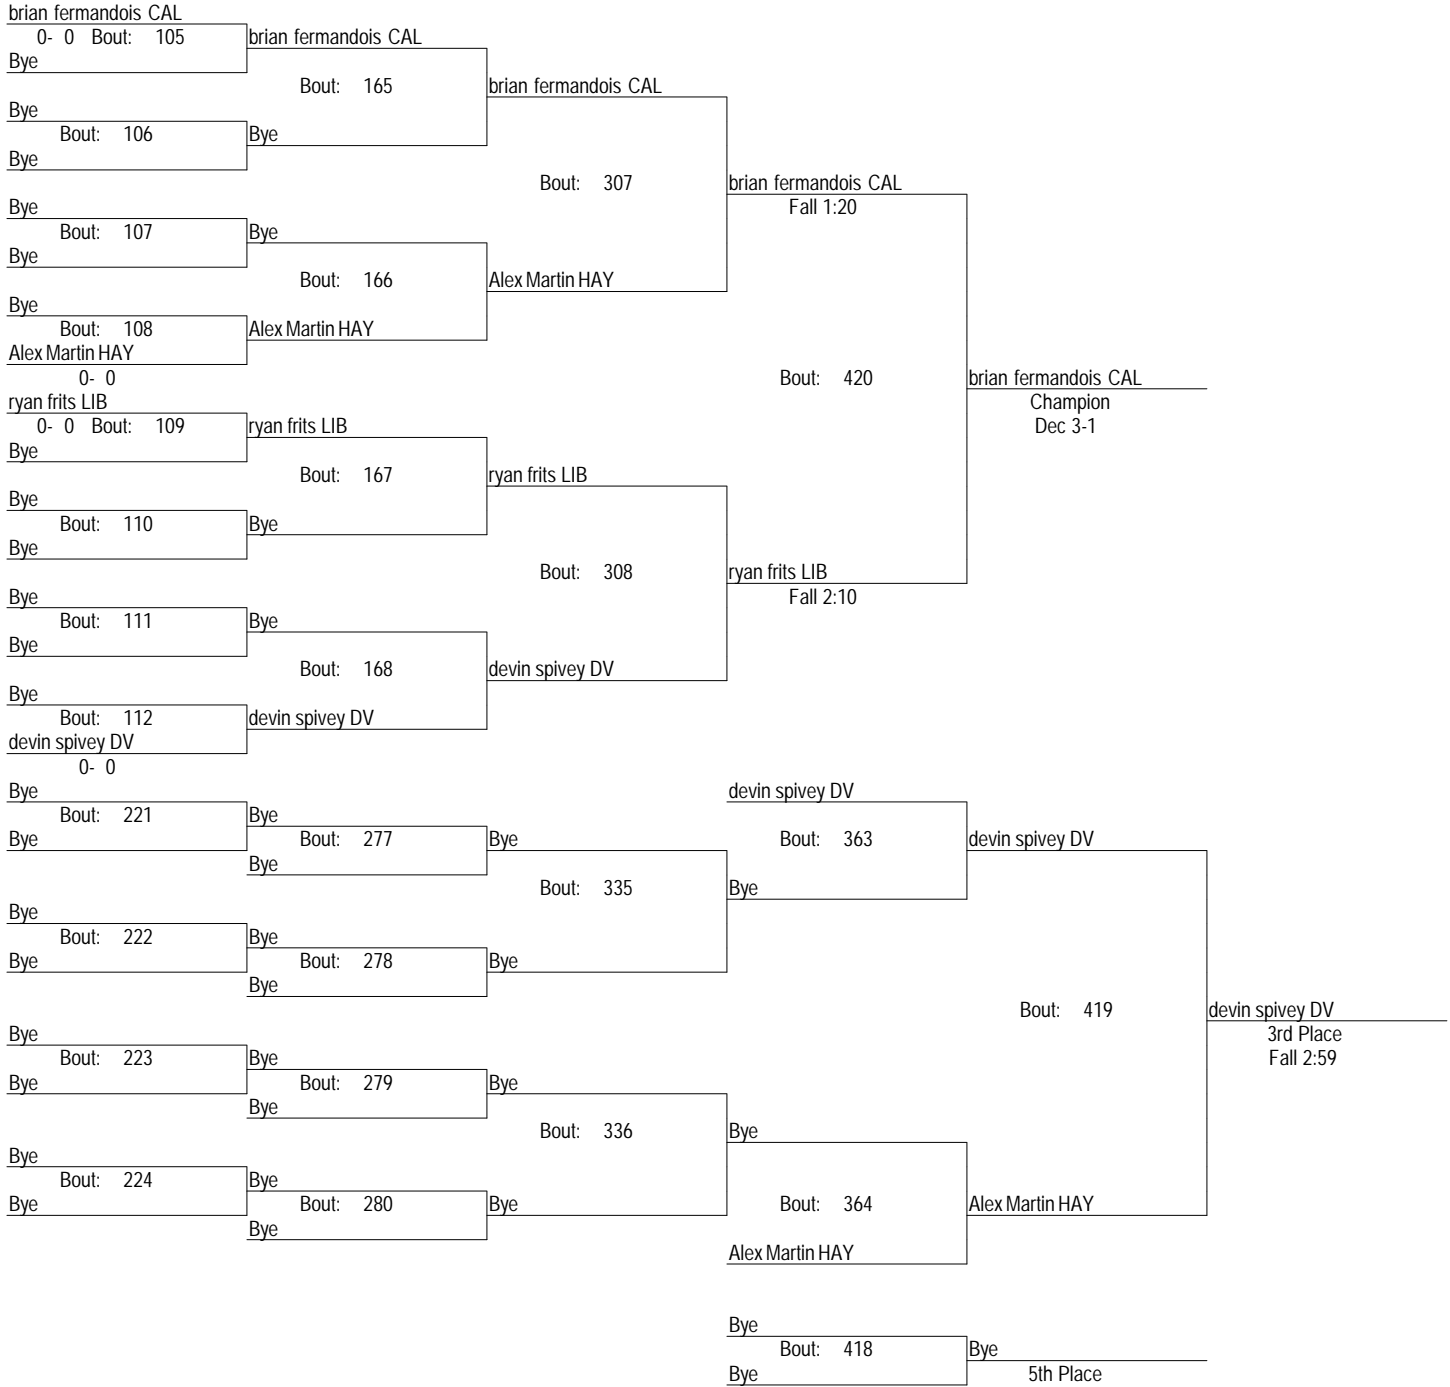 brian fermandois CAL
0- 0 Bout: 105
brian fermandois CAL
Bye
Bout: 165
brian fermandois CAL
Bye
Bout: 106
Bye
Bye
Bout: 307
brian fermandois CAL
Fall 1:20
Bye
Bout: 107
Bye
Bye
Bout: 166
Alex Martin HAY
Bye
Bout: 108
Alex Martin HAY
Alex Martin HAY
0- 0
Bout: 420
brian fermandois CAL
Champion
Dec 3-1
ryan frits LIB
0- 0 Bout: 109
ryan frits LIB
Bye
Bout: 167
ryan frits LIB
Bye
Bout: 110
Bye
Bye
Bout: 308
ryan frits LIB
Fall 2:10
Bye
Bout: 111
Bye
Bye
Bout: 168
devin spivey DV
Bye
Bout: 112
devin spivey DV
devin spivey DV
0- 0
Bye
devin spivey DV
Bout: 221
Bye
Bye
Bout: 277
Bye
Bout: 363
devin spivey DV
Bye
Bout: 335
Bye
Bye
Bout: 222
Bye
Bye
Bout: 278
Bye
Bye
Bout: 419
devin spivey DV
3rd Place
Fall 2:59
Bye
Bout: 223
Bye
Bye
Bout: 279
Bye
Bye
Bout: 336
Bye
Bye
Bout: 224
Bye
Bye
Bout: 280
Bye
Bout: 364
Alex Martin HAY
Bye
Alex Martin HAY
Bye
Bout: 418
Bye
Bye
5th Place